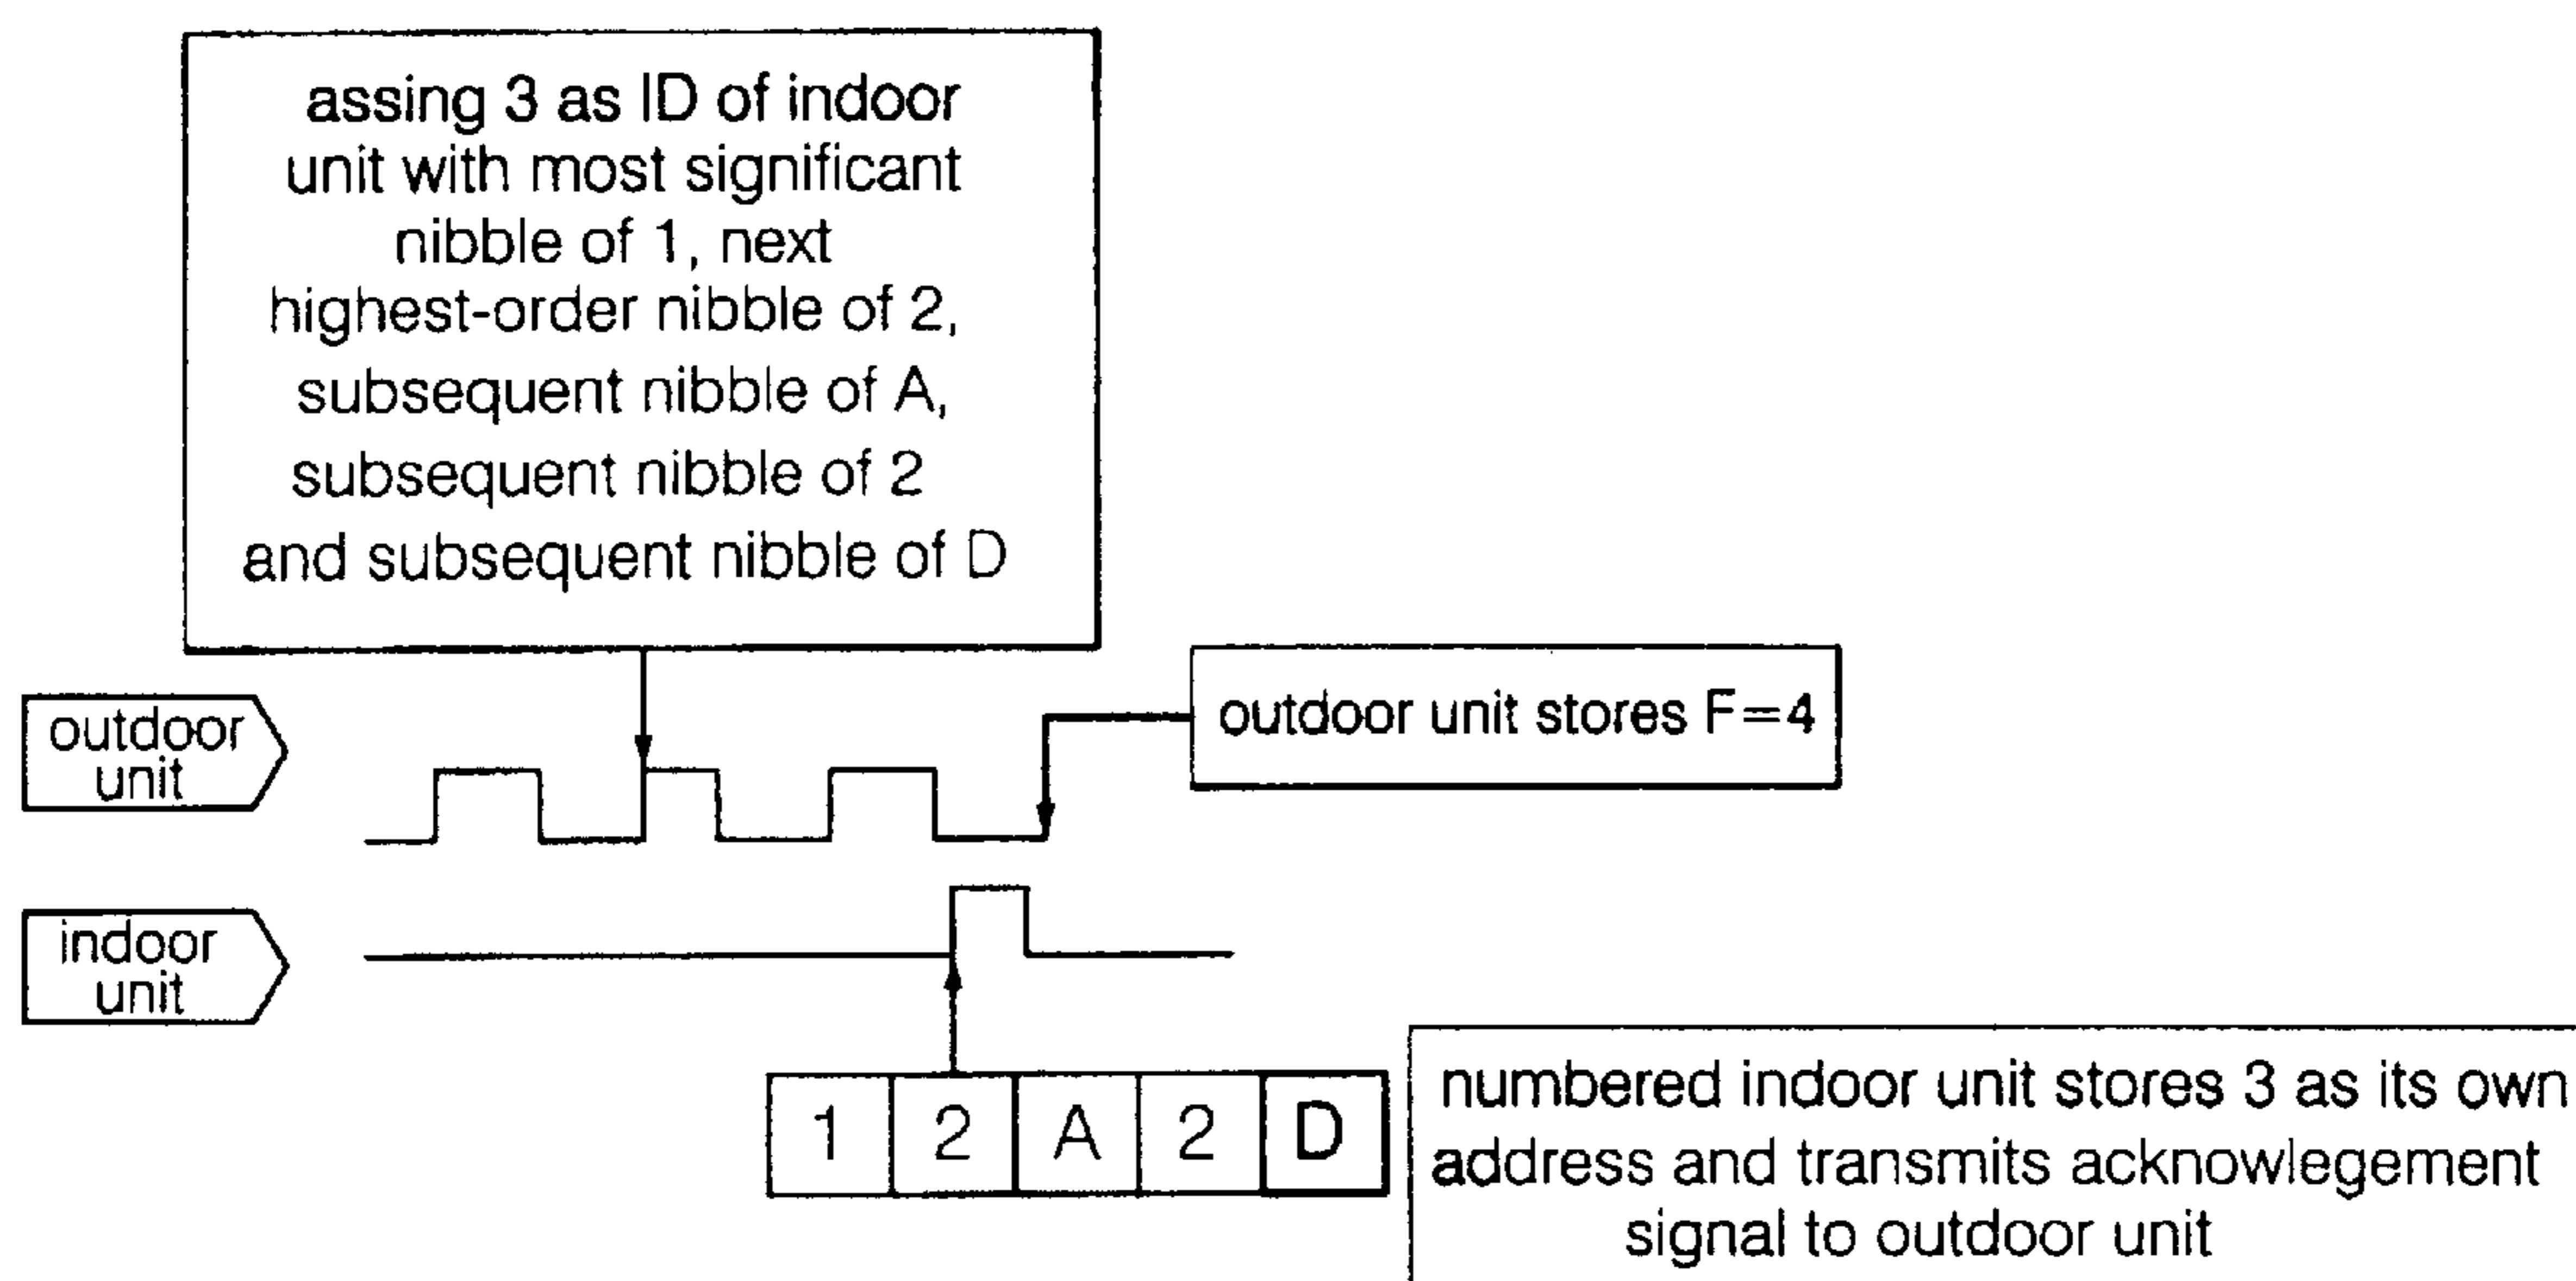 assing 3 as ID of indoor
unit with most significant
nibble of 1, next
highest-order nibble of 2,
subsequent nibble of A,
subsequent nibble of 2
and subsequent nibble of D
outdoor
unit
outdoor unit stores F=4
indoor
unit
1 2 A 2 D
numbered indoor unit stores 3 as its own
address and transmits acknowlegement
signal to outdoor unit